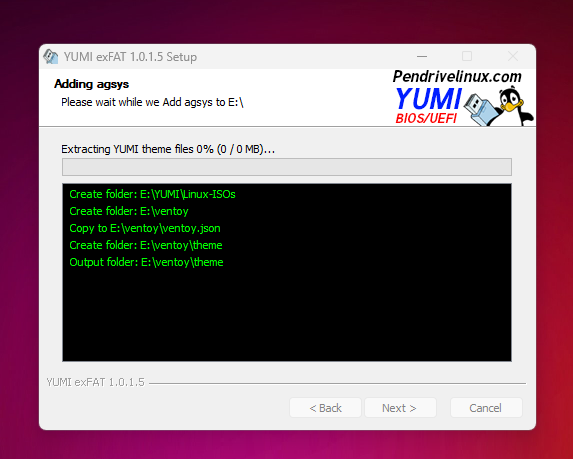 YUMI exFAT 1.0.1.5 Setup
Adding agsys
Please wait while we Add agsys to E:\
Pendrivelinux.com
YUMI
BIOS/UEFI
Extracting YUMI theme files 0% (0 / 0 MB)...
Create folder: E:\YUMI\Linux-ISOs
Create folder: E:\ventoy
Copy to E:\ventoy\ventoy.json
Create folder: E:\ventoy\theme
Output folder: E:\ventoy\theme
YUMI exFAT 1.0.1.5
< Back
Next >
Cancel